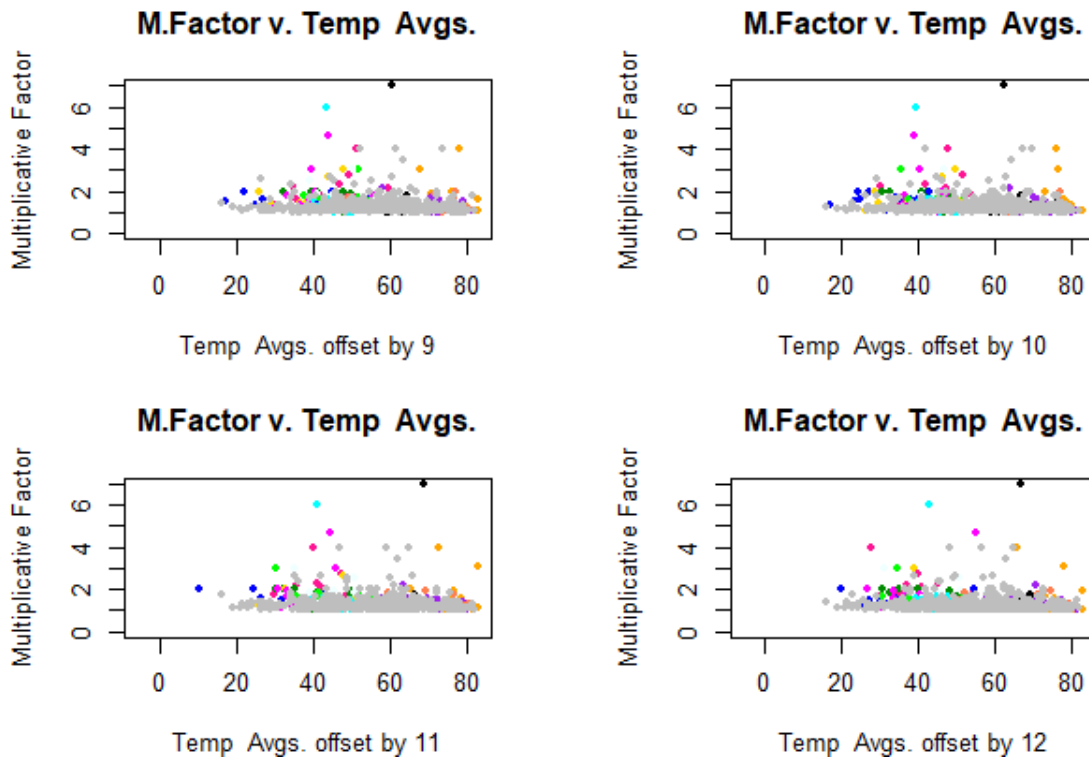 M.Factor v. Temp  Avgs.
Multiplicative Factor
0 2 4 6
0 20 40 60 80
Temp  Avgs. offset by 9
M.Factor v. Temp  Avgs.
Multiplicative Factor
0 2 4 6
0 20 40 60 80
Temp  Avgs. offset by 10
M.Factor v. Temp  Avgs.
Multiplicative Factor
0 2 4 6
0 20 40 60 80
Temp  Avgs. offset by 11
M.Factor v. Temp  Avgs.
Multiplicative Factor
0 2 4 6
0 20 40 60 80
Temp  Avgs. offset by 12